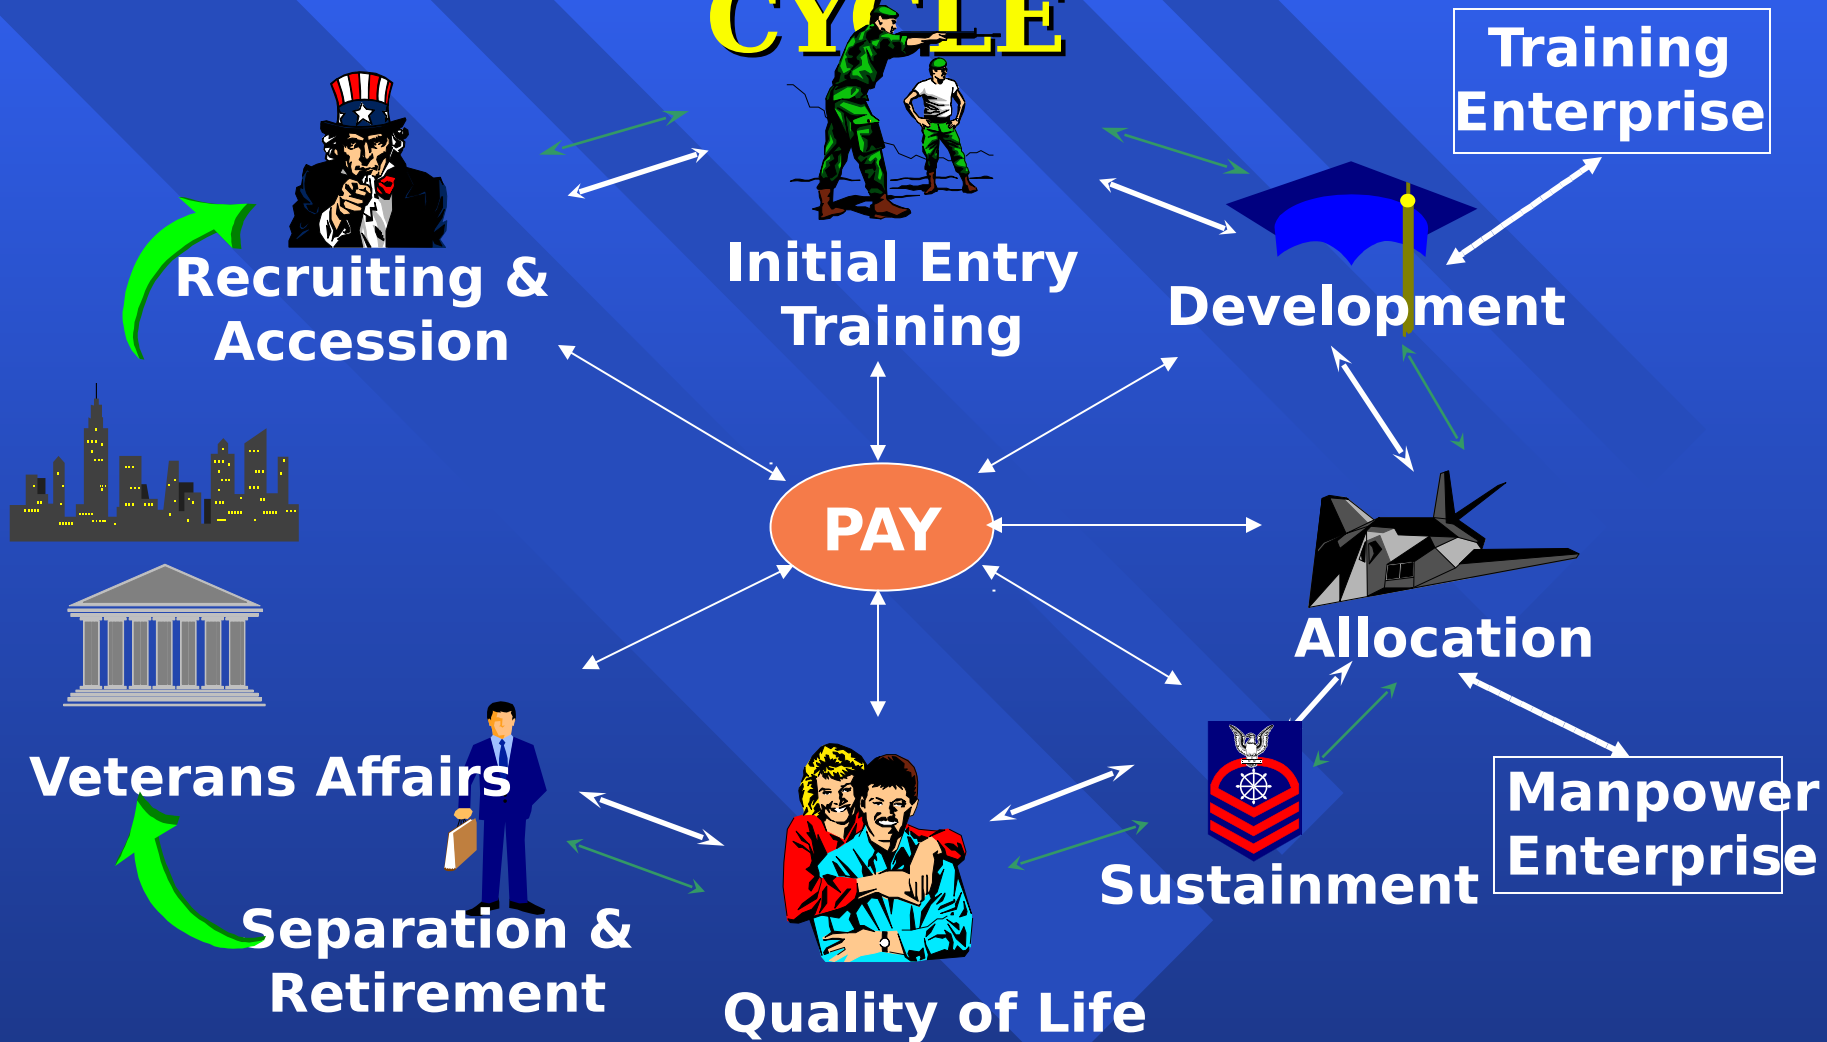 CYCLE
Training
Enterprise
Recruiting &
Accession
Initial Entry
Training
Development
PAY
Allocation
Veterans Affairs
Manpower
Enterprise
Sustainment
Separation &
Retirement
Quality of Life